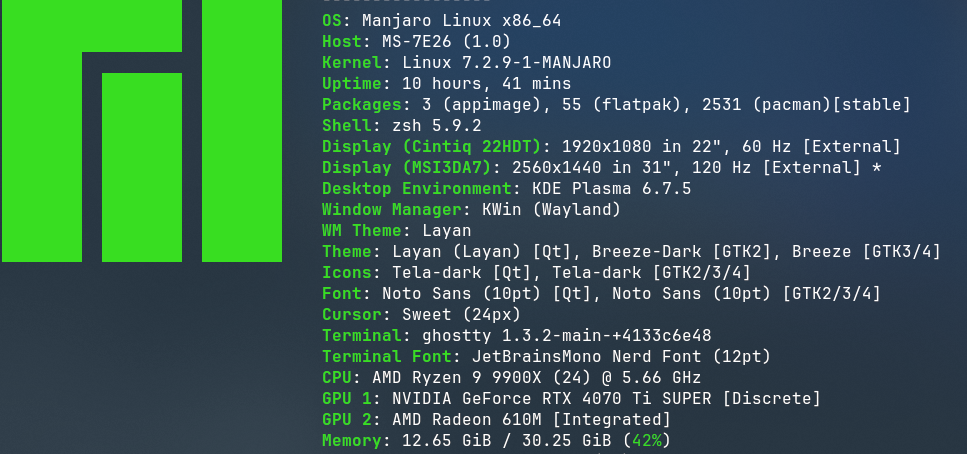 OS: Manjaro Linux x86_64
Host: MS-7E26 (1.0)
Kernel: Linux 7.2.9-1-MANJARO
Uptime: 10 hours, 41 mins
Packages: 3 (appimage), 55 (flatpak), 2531 (pacman)[stable]
Shell: zsh 5.9.2
Display (Cintiq 22HDT): 1920x1080 in 22", 60 Hz [External]
Display (MSI3DA7): 2560x1440 in 31", 120 Hz [External] *
Desktop Environment: KDE Plasma 6.7.5
Window Manager: KWin (Wayland)
WM Theme: Layan
Theme: Layan (Layan) [Qt], Breeze-Dark [GTK2], Breeze [GTK3/4]
Icons: Tela-dark [Qt], Tela-dark [GTK2/3/4]
Font: Noto Sans (10pt) [Qt], Noto Sans (10pt) [GTK2/3/4]
Cursor: Sweet (24px)
Terminal: ghostty 1.3.2-main-+4133c6e48
Terminal Font: JetBrainsMono Nerd Font (12pt)
CPU: AMD Ryzen 9 9900X (24) @ 5.66 GHz
GPU 1: NVIDIA GeForce RTX 4070 Ti SUPER [Discrete]
GPU 2: AMD Radeon 610M [Integrated]
Memory: 12.65 GiB / 30.25 GiB (42%)